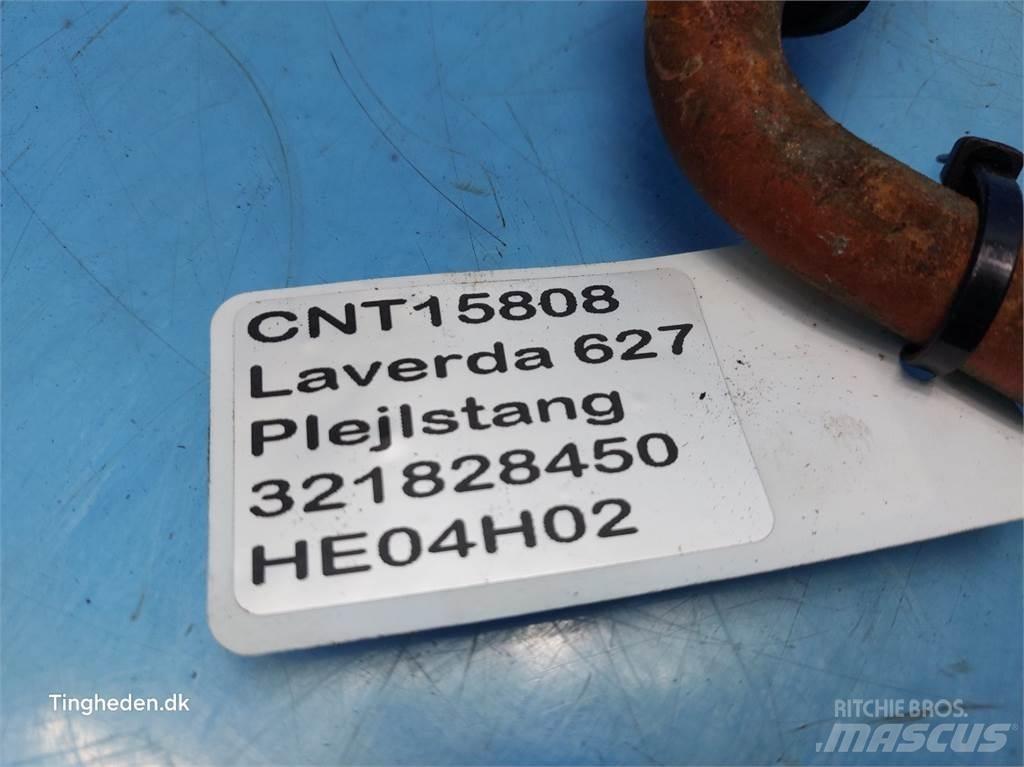 CNT15808
Laverda 627
Plejlstang
321828450
HE04H02
Tingheden.dk
RITCHIE BROS.
MASCUS